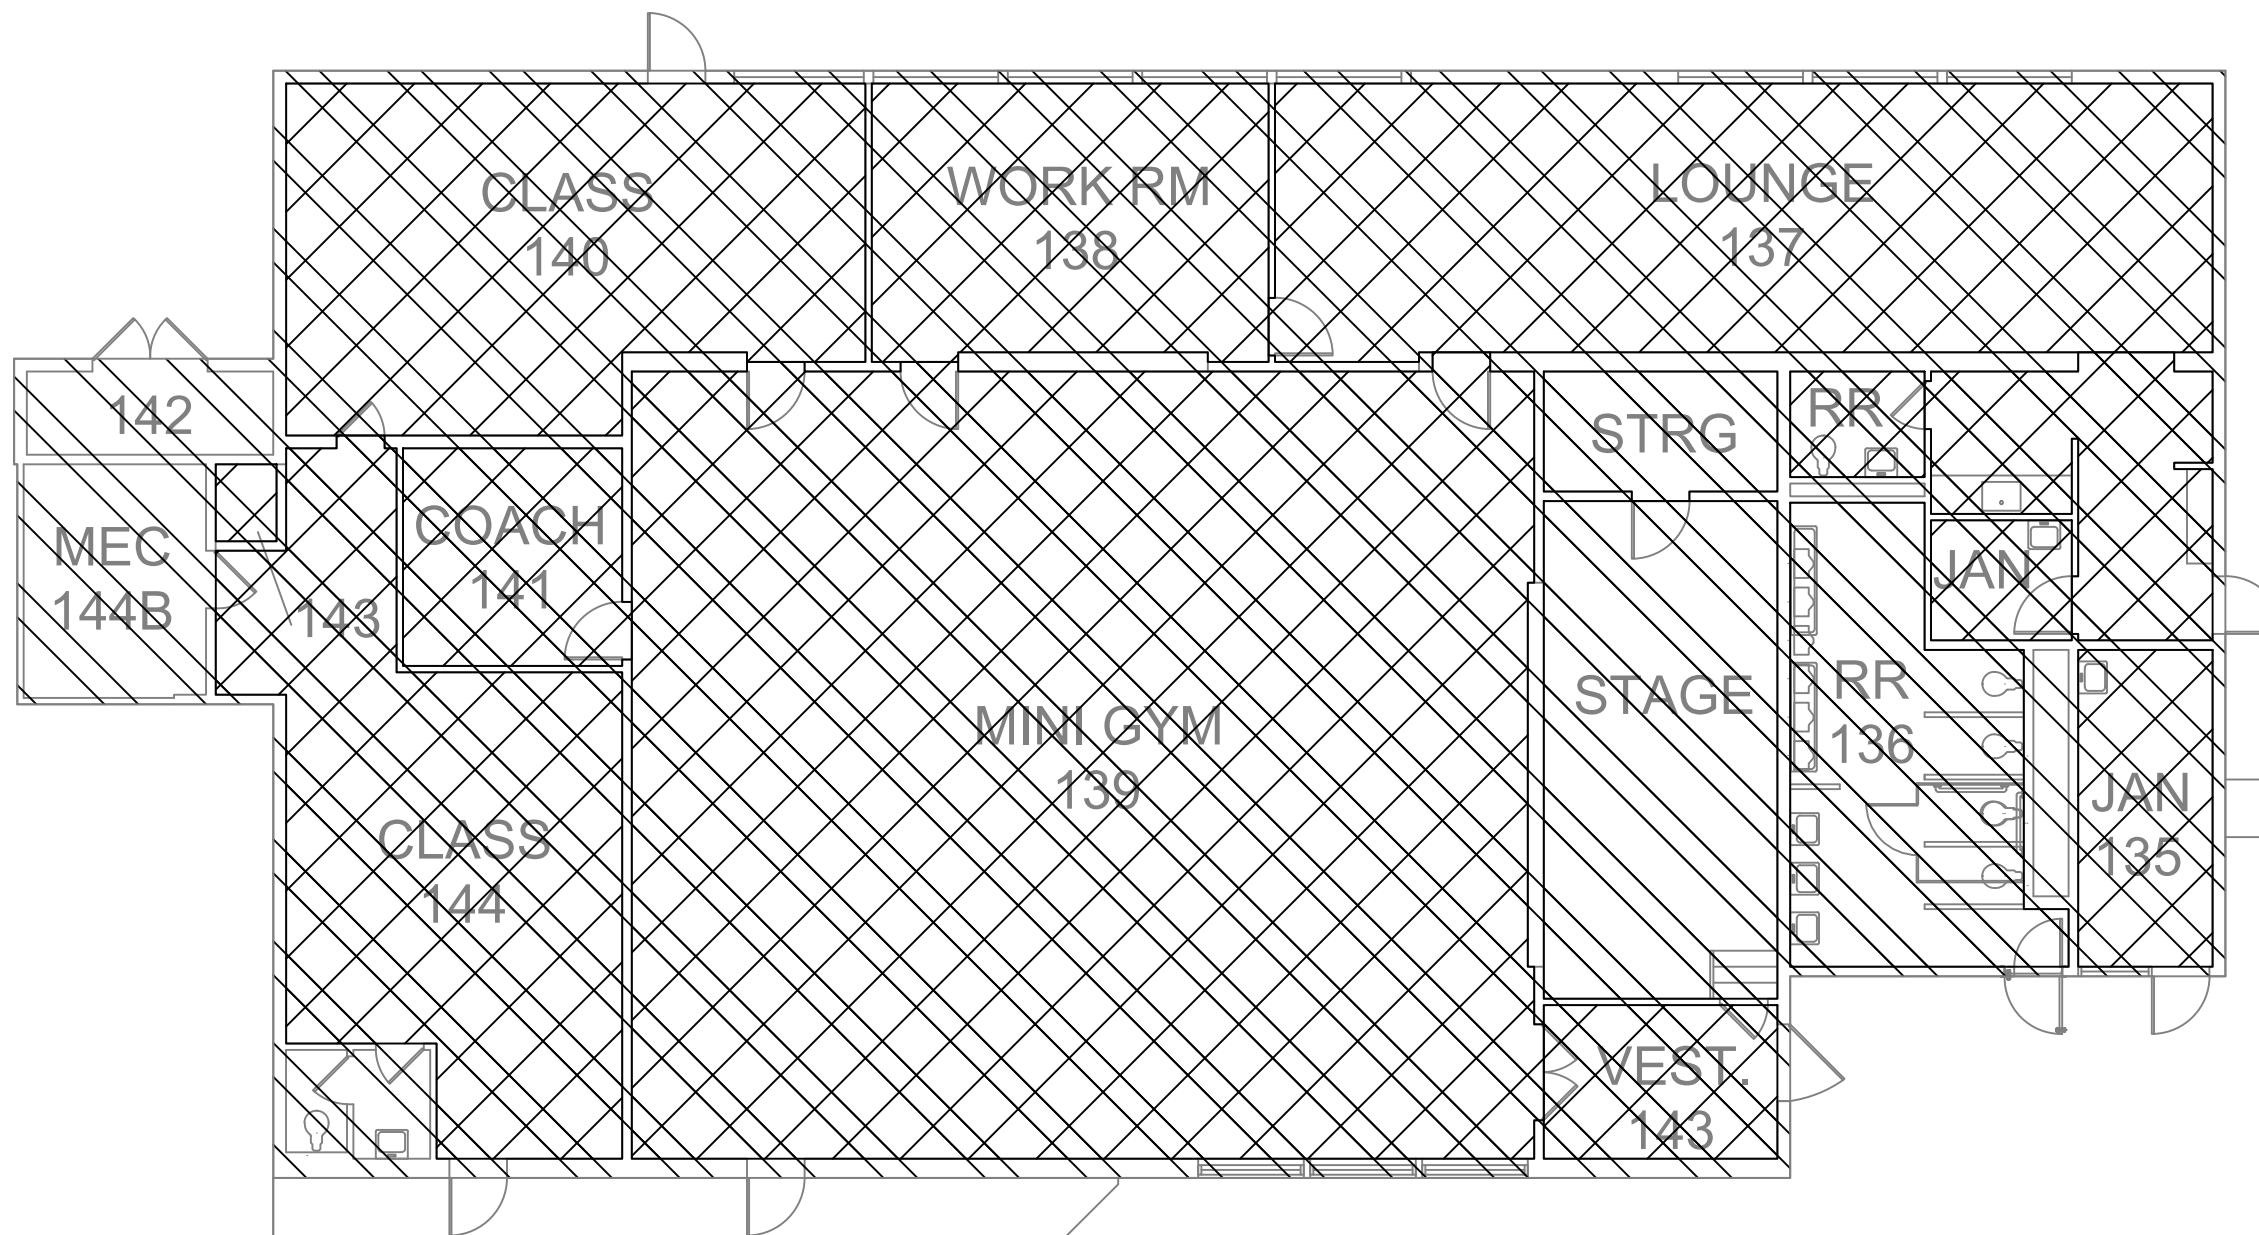 CLASS
140
WORK RM
138
LOUNGE
137
142
STRG
RR
MEC
144B
143
COACH
141
JAN
MINI GYM
139
STAGE
RR
136
JAN
135
CLASS
144
VEST.
143